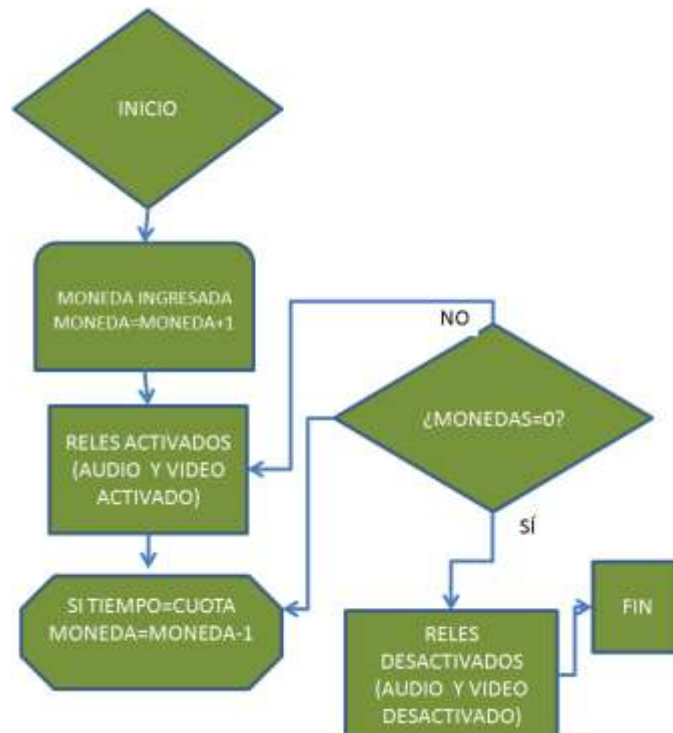 INICIO
MONEDA INGRESADA
MONEDA=MONEDA+1
RELES ACTIVADOS
(AUDIO Y VIDEO
ACTIVADO)
SI TIEMPO=CUOTA
MONEDA=MONEDA-1
NO
¿MONEDAS=0?
SÍ
RELES
DESACTIVADOS
(AUDIO Y VIDEO
DESACTIVADO)
FIN